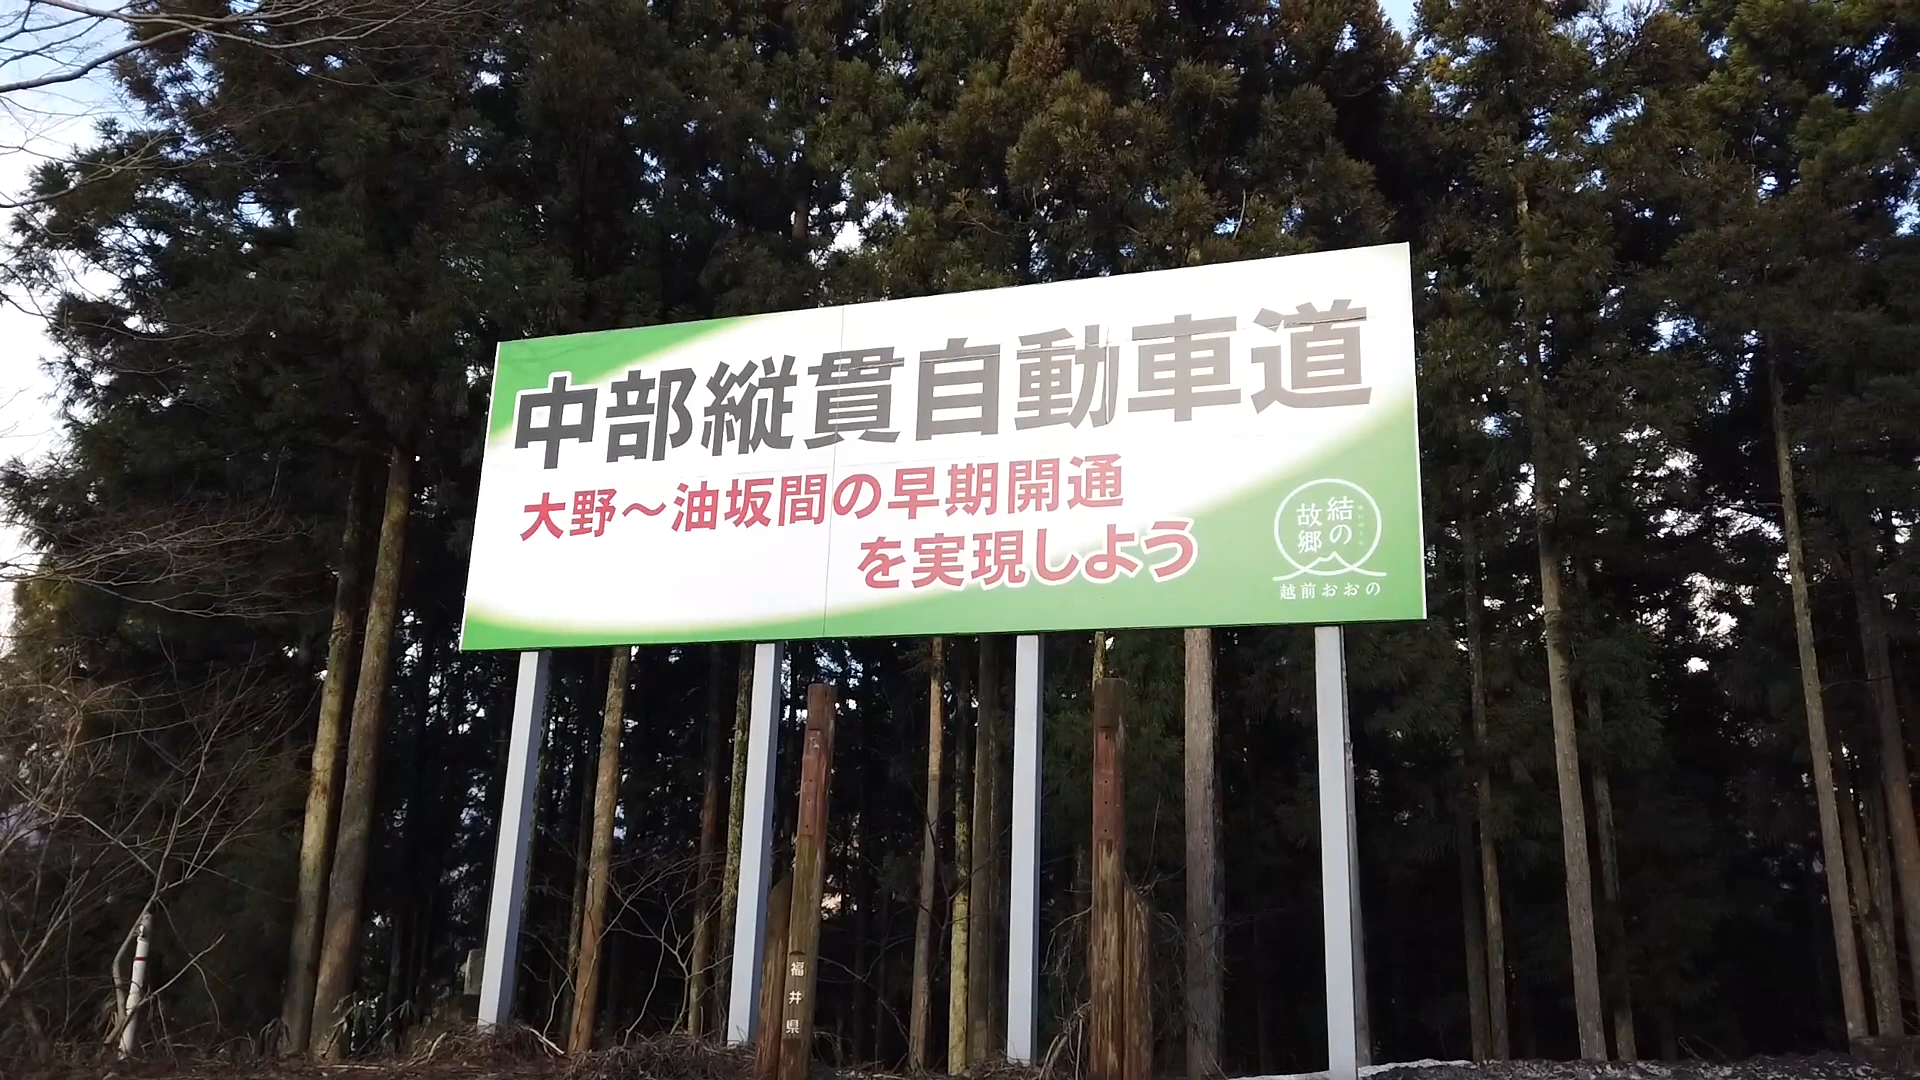 中部縦貫自動車道
大野～油坂間の早期開通
を実現しよう
結の
故郷
越前おおの
福井県